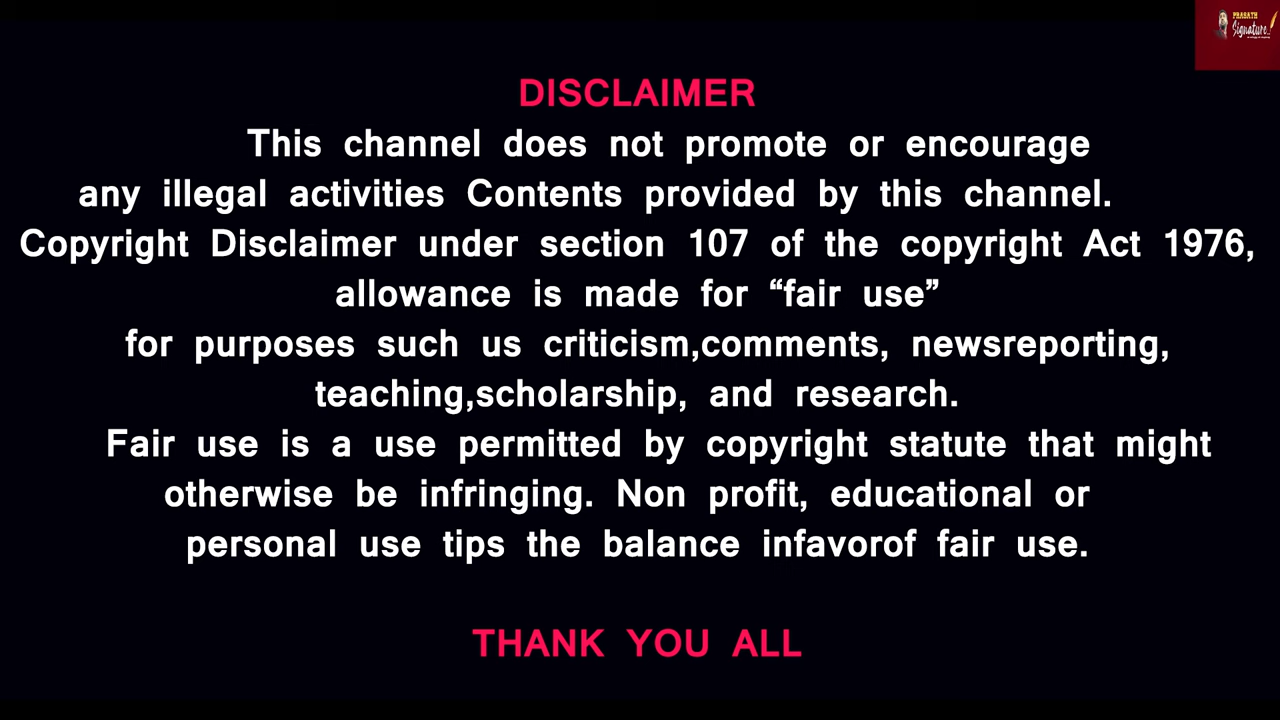 PRASATH
Signature..!
DISCLAIMER
This channel does not promote or encourage
any illegal activities Contents provided by this channel.
Copyright Disclaimer under section 107 of the copyright Act 1976,
allowance is made for “fair use”
for purposes such us criticism,comments, newsreporting,
teaching,scholarship, and research.
Fair use is a use permitted by copyright statute that might
otherwise be infringing. Non profit, educational or
personal use tips the balance infavorof fair use.
THANK YOU ALL